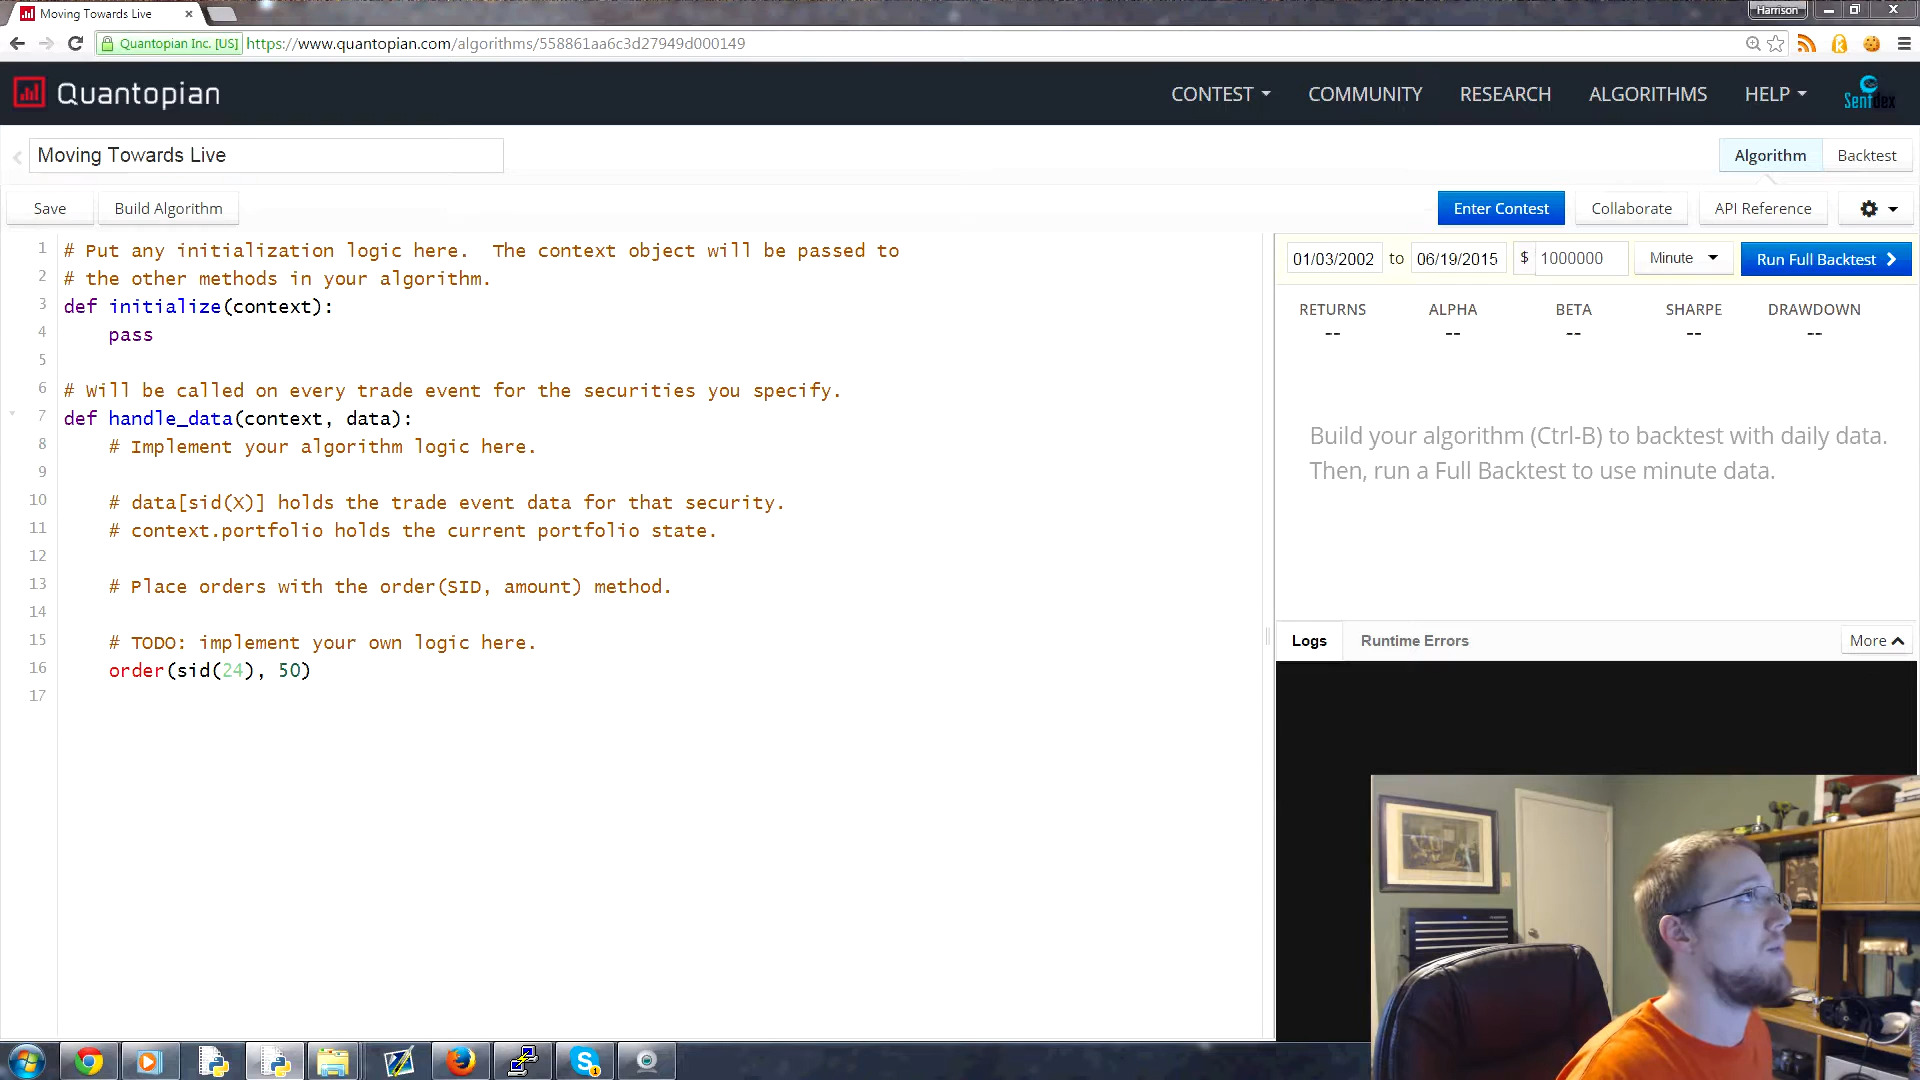 Moving Towards Live
Harrison
Quantopian Inc. [US]
https://www.quantopian.com/algorithms/558861aa6c3d27949d000149
Quantopian
CONTEST
COMMUNITY
RESEARCH
ALGORITHMS
HELP
Sentdex
Moving Towards Live
Algorithm
Backtest
Save
Build Algorithm
Enter Contest
Collaborate
API Reference
1 # Put any initialization logic here.  The context object will be passed to
2 # the other methods in your algorithm.
3 def initialize(context):
4     pass
5
6 # Will be called on every trade event for the securities you specify.
7 def handle_data(context, data):
8     # Implement your algorithm logic here.
9
10     # data[sid(X)] holds the trade event data for that security.
11     # context.portfolio holds the current portfolio state.
12
13     # Place orders with the order(SID, amount) method.
14
15     # TODO: implement your own logic here.
16     order(sid(24), 50)
17
01/03/2002 to 06/19/2015 $ 1000000 Minute Run Full Backtest
RETURNS ALPHA BETA SHARPE DRAWDOWN
-- -- -- -- --
Build your algorithm (Ctrl-B) to backtest with daily data.
Then, run a Full Backtest to use minute data.
Logs
Runtime Errors
More